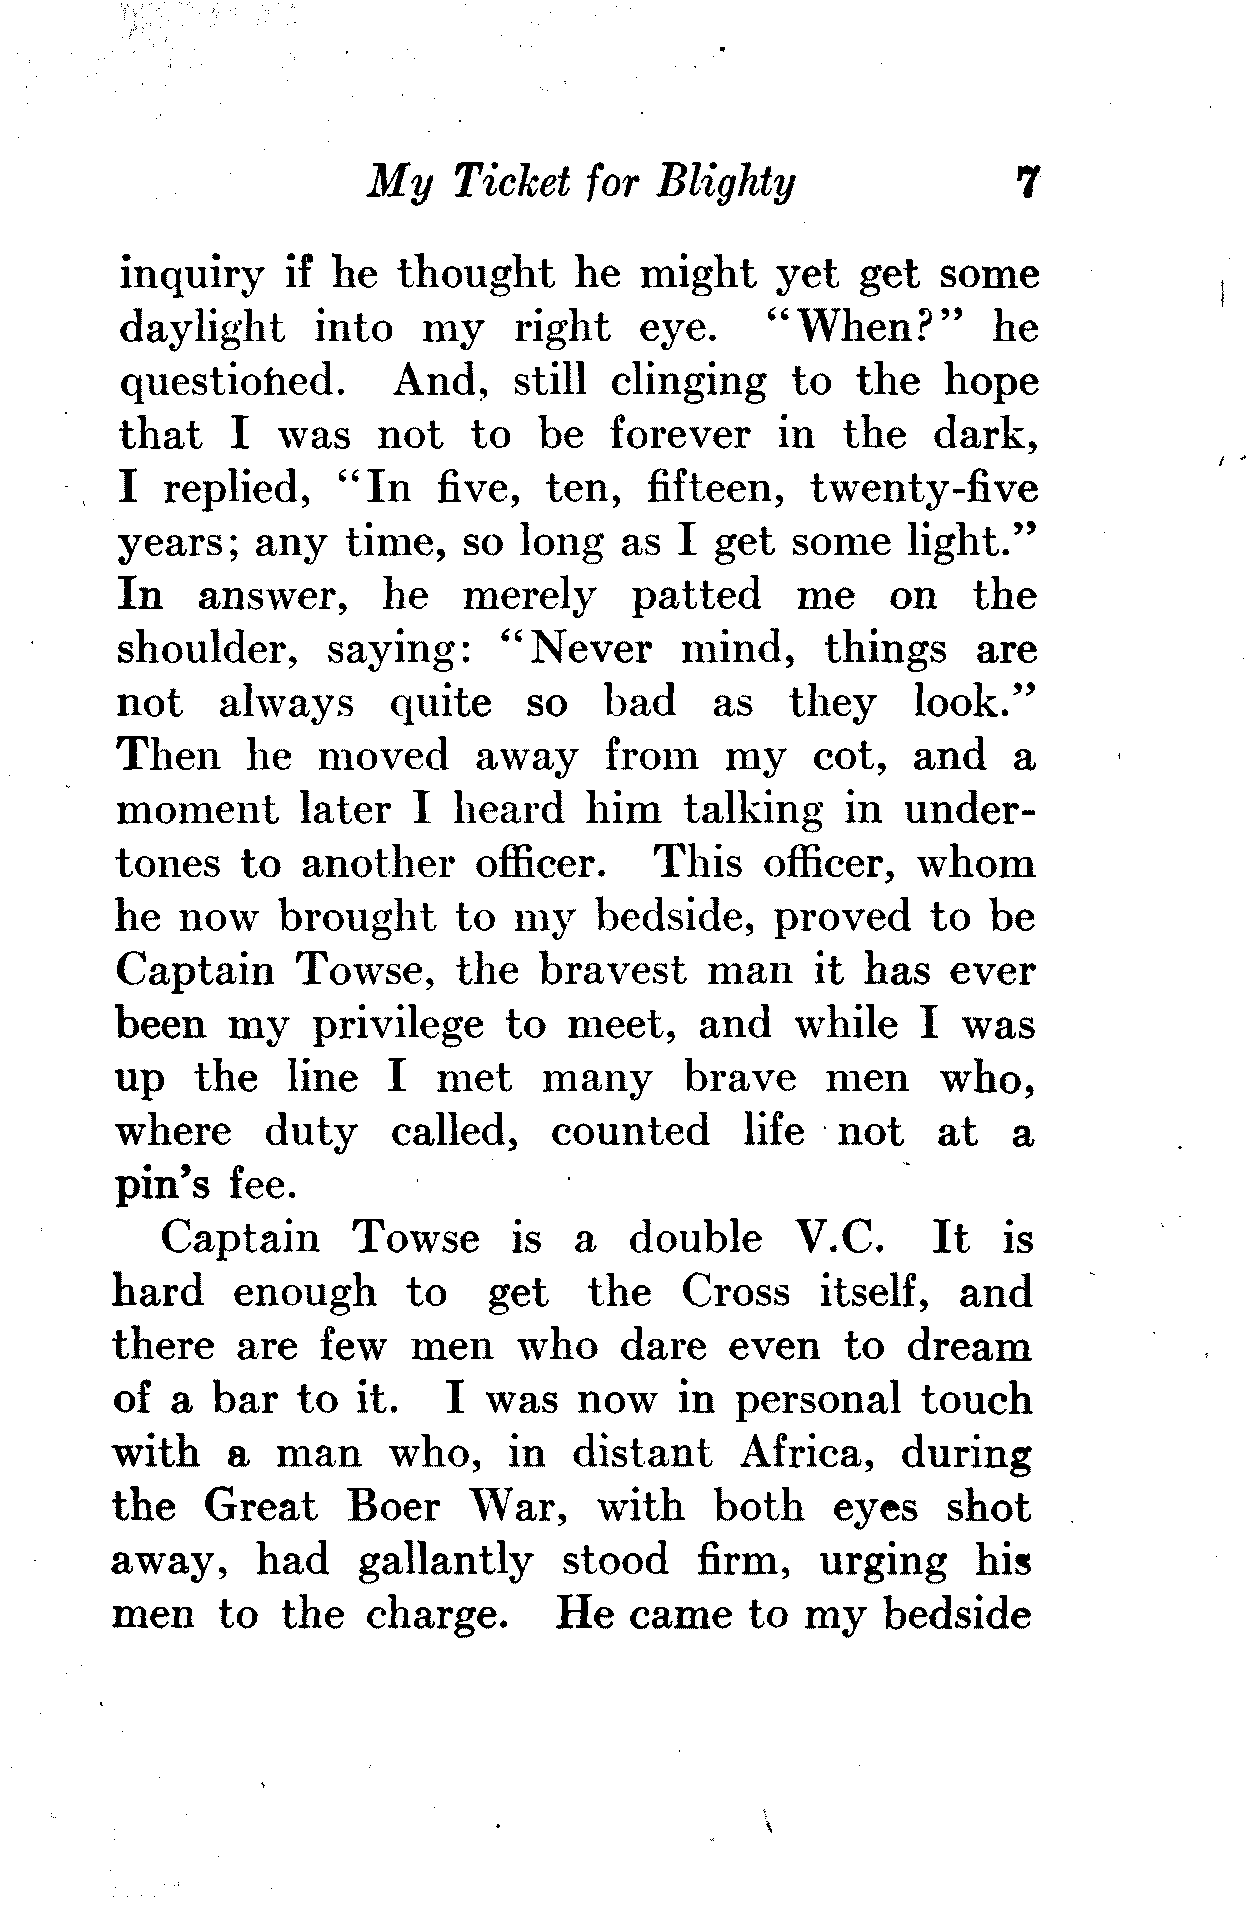 My Ticket for Blighty 7
inquiry if he thought he might yet get some
daylight into my right eye. “When?” he
questioned. And, still clinging to the hope
that I was not to be forever in the dark,
I replied, “In five, ten, fifteen, twenty-five
years; any time, so long as I get some light.”
In answer, he merely patted me on the
shoulder, saying: “Never mind, things are
not always quite so bad as they look.”
Then he moved away from my cot, and a
moment later I heard him talking in under-
tones to another officer. This officer, whom
he now brought to my bedside, proved to be
Captain Towse, the bravest man it has ever
been my privilege to meet, and while I was
up the line I met many brave men who,
where duty called, counted life not at a
pin’s fee.
Captain Towse is a double V.C. It is
hard enough to get the Cross itself, and
there are few men who dare even to dream
of a bar to it. I was now in personal touch
with a man who, in distant Africa, during
the Great Boer War, with both eyes shot
away, had gallantly stood firm, urging his
men to the charge. He came to my bedside